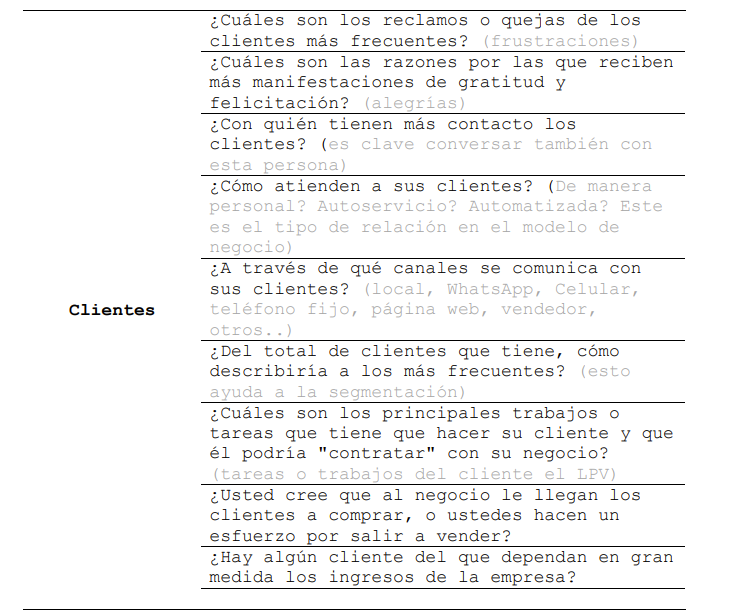 ¿Cuáles son los reclamos o quejas de los
clientes más frecuentes? (frustraciones)
¿Cuáles son las razones por las que reciben
más manifestaciones de gratitud y
felicitación? (alegrías)
¿Con quién tienen más contacto los
clientes? (es clave conversar también con
esta persona)
¿Cómo atienden a sus clientes? (De manera
personal? Autoservicio? Automatizada? Este
es el tipo de relación en el modelo de
negocio)
¿A través de qué canales se comunica con
sus clientes? (local, WhatsApp, Celular,
teléfono fijo, página web, vendedor,
otros..)
Clientes
¿Del total de clientes que tiene, cómo
describiría a los más frecuentes? (esto
ayuda a la segmentación)
¿Cuáles son los principales trabajos o
tareas que tiene que hacer su cliente y que
él podría "contratar" con su negocio?
(tareas o trabajos del cliente el LPV)
¿Usted cree que al negocio le llegan los
clientes a comprar, o ustedes hacen un
esfuerzo por salir a vender?
¿Hay algún cliente del que dependan en gran
medida los ingresos de la empresa?